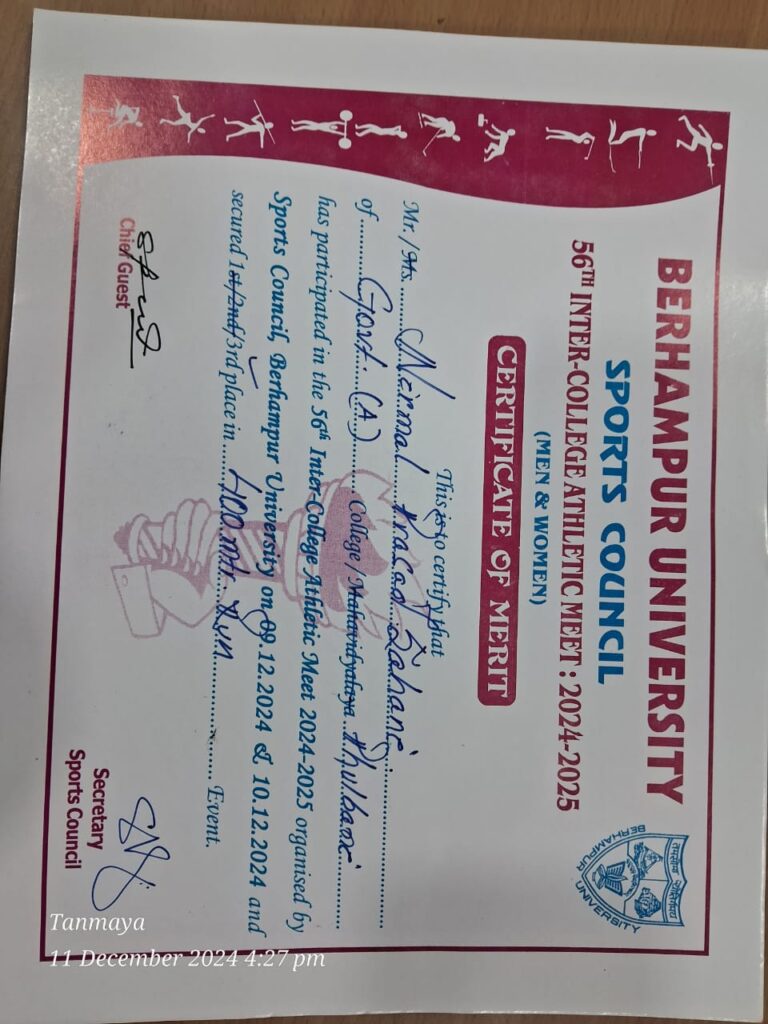 BERHAMPUR UNIVERSITY
SPORTS COUNCIL
56TH INTER-COLLEGE ATHLETIC MEET : 2024-2025
(MEN & WOMEN)
BERHAMPUR UNIVERSITY
CERTIFICATE OF MERIT
This is to certify that
Mr./Ms. Nirmal Prasad Sahani
of Govt. (A) College / Mahavidyalaya Phulbani
has participated in the 56th Inter-College Athletic Meet 2024-2025 organised by
Sports Council, Berhampur University on 09.12.2024 & 10.12.2024 and
secured 1st/2nd/3rd place in 400 mtr. Run Event.
Chief Guest
Secretary
Sports Council
Tanmaya
11 December 2024 4:27 pm